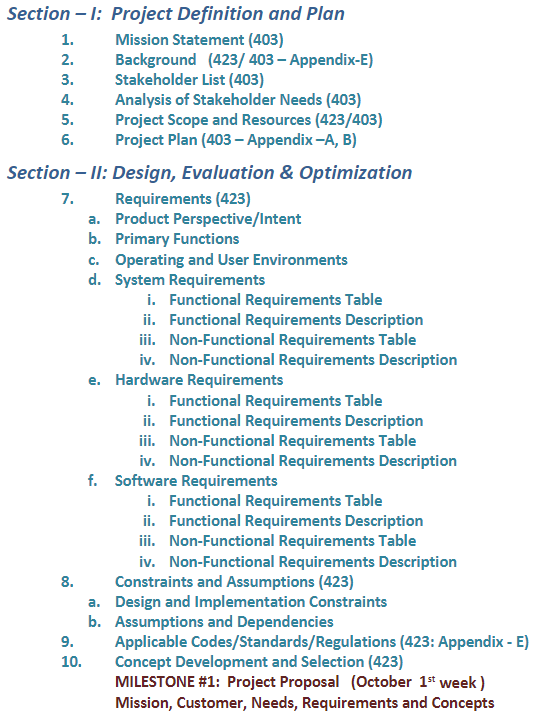 Section – I:  Project Definition and Plan
1. Mission Statement (403)
2. Background   (423/ 403 – Appendix-E)
3. Stakeholder List (403)
4. Analysis of Stakeholder Needs (403)
5. Project Scope and Resources (423/403)
6. Project Plan (403 – Appendix –A, B)
Section – II: Design, Evaluation & Optimization
7. Requirements (423)
a. Product Perspective/Intent
b. Primary Functions
c. Operating and User Environments
d. System Requirements
i. Functional Requirements Table
ii. Functional Requirements Description
iii. Non-Functional Requirements Table
iv. Non-Functional Requirements Description
e. Hardware Requirements
i. Functional Requirements Table
ii. Functional Requirements Description
iii. Non-Functional Requirements Table
iv. Non-Functional Requirements Description
f. Software Requirements
i. Functional Requirements Table
ii. Functional Requirements Description
iii. Non-Functional Requirements Table
iv. Non-Functional Requirements Description
8. Constraints and Assumptions (423)
a. Design and Implementation Constraints
b. Assumptions and Dependencies
9. Applicable Codes/Standards/Regulations (423: Appendix - E)
10. Concept Development and Selection (423)
MILESTONE #1:  Project Proposal   (October  1st week )
Mission, Customer, Needs, Requirements and Concepts